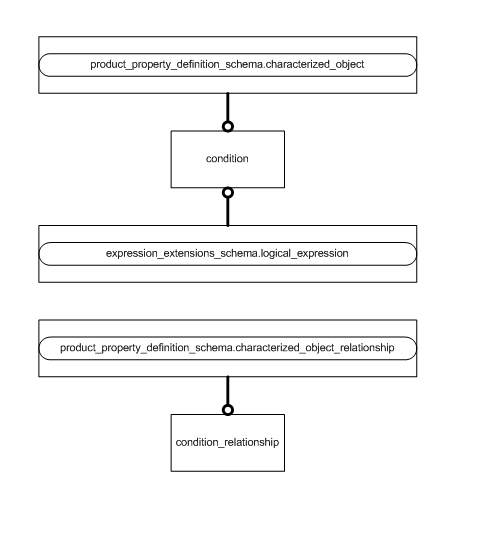 product_property_definition_schema.characterized_object
condition
expression_extensions_schema.logical_expression
product_property_definition_schema.characterized_object_relationship
condition_relationship